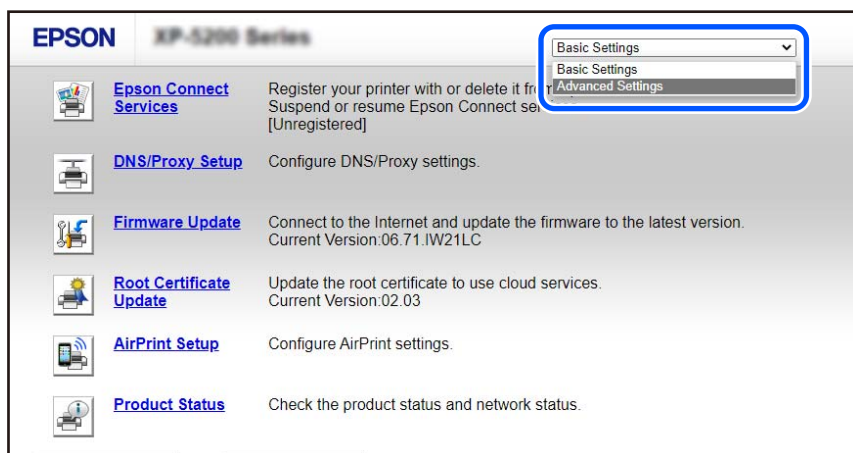 EPSON XP-5200 Series
Basic Settings
Basic Settings
Advanced Settings
Epson Connect Services
Register your printer with or delete it from
Suspend or resume Epson Connect
[Unregistered]
DNS/Proxy Setup
Configure DNS/Proxy settings.
Firmware Update
Connect to the Internet and update the firmware to the latest version.
Current Version:06.71.IW21LC
Root Certificate
Update
Update the root certificate to use cloud services.
Current Version:02.03
AirPrint Setup
Configure AirPrint settings.
Product Status
Check the product status and network status.